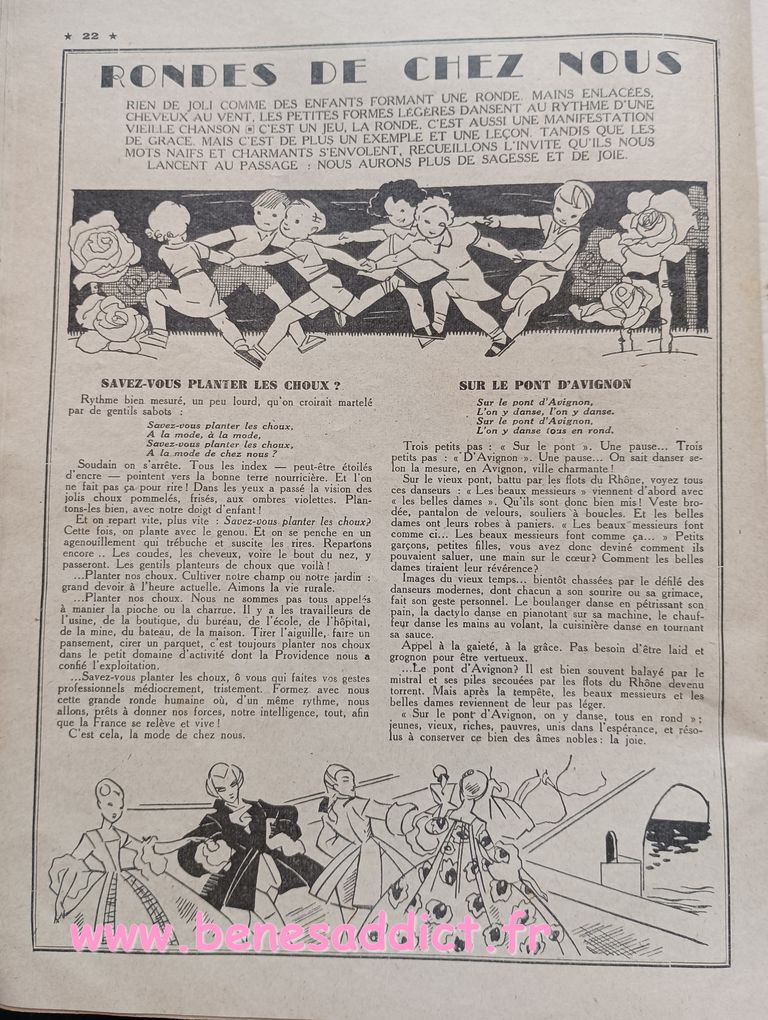 ★ 22 ★
RONDES DE CHEZ NOUS
RIEN DE JOLI COMME DES ENFANTS FORMANT UNE RONDE. MAINS ENLACÉES,
CHEVEUX AU VENT, LES PETITES FORMES LÉGÈRES DANSENT AU RYTHME D'UNE
VIEILLE CHANSON ▣ C'EST UN JEU, LA RONDE. C'EST AUSSI UNE MANIFESTATION
DE GRACE. MAIS C'EST DE PLUS UN EXEMPLE ET UNE LEÇON. TANDIS QUE LES
MOTS NAIFS ET CHARMANTS S'ENVOLENT, RECUEILLONS L'INVITE QU'ILS NOUS
LANCENT AU PASSAGE : NOUS AURONS PLUS DE SAGESSE ET DE JOIE.
SAVEZ-VOUS PLANTER LES CHOUX ?
Rythme bien mesuré, un peu lourd, qu'on croirait martelé
par de gentils sabots :
Savez-vous planter les choux,
A la mode, à la mode,
Savez-vous planter les choux,
A la mode de chez nous ?
Soudain on s'arrête. Tous les index — peut-être étoilés
d'encre — pointent vers la bonne terre nourricière. Et l'on
ne fait pas ça pour rire ! Dans les yeux a passé la vision des
jolis choux pommelés, frisés, aux ombres violettes. Plan-
tons-les bien, avec notre doigt d'enfant !
Et on repart vite, plus vite : Savez-vous planter les choux?
Cette fois, on plante avec le genou. Et on se penche en un
agenouillement qui trébuche et suscite les rires. Repartons
encore .. Les coudes, les cheveux, voire le bout du nez, y
passeront. Les gentils planteurs de choux que voilà !
...Planter nos choux. Cultiver notre champ ou notre jardin :
grand devoir à l'heure actuelle. Aimons la vie rurale.
...Planter nos choux. Nous ne sommes pas tous appelés
à manier la pioche ou la charrue. Il y a les travailleurs de
l'usine, de la boutique, du bureau, de l'école, de l'hôpital,
de la mine, du bateau, de la maison. Tirer l'aiguille, faire un
pansement, cirer un parquet, c'est toujours planter nos choux
dans le petit domaine d'activité dont la Providence nous a
confié l'exploitation.
...Savez-vous planter les choux, ô vous qui faites vos gestes
professionnels médiocrement, tristement. Formez avec nous
cette grande ronde humaine où, d'un même rythme, nous
allons, prêts à donner nos forces, notre intelligence, tout, afin
que la France se relève et vive !
C'est cela, la mode de chez nous.
SUR LE PONT D'AVIGNON
Sur le pont d'Avignon,
L'on y danse, l'on y danse.
Sur le pont d'Avignon,
L'on y danse tous en rond.
Trois petits pas : « Sur le pont ». Une pause... Trois
petits pas : « D'Avignon ». Une pause... On sait danser se-
lon la mesure, en Avignon, ville charmante !
Sur le vieux pont, battu par les flots du Rhône, voyez tous
ces danseurs : « Les beaux messieurs » viennent d'abord avec
« les belles dames ». Qu'ils sont donc bien mis ! Veste bro-
dée, pantalon de velours, souliers à boucles. Et les belles
dames ont leurs robes à paniers. « Les beaux messieurs font
comme ci... Les beaux messieurs font comme ça... » Petits
garçons, petites filles, vous avez donc deviné comment ils
pouvaient saluer, une main sur le cœur? Comment les belles
dames tiraient leur révérence?
Images du vieux temps... bientôt chassées par le défilé des
danseurs modernes, dont chacun a son sourire ou sa grimace,
fait son geste personnel. Le boulanger danse en pétrissant son
pain, la dactylo danse en pianotant sur sa machine, le chauf-
feur danse les mains au volant, la cuisinière danse en tournant
sa sauce.
Appel à la gaieté, à la grâce. Pas besoin d'être laid et
grognon pour être vertueux.
...Le pont d'Avignon? Il est bien souvent balayé par le
mistral et ses piles secouées par les flots du Rhône devenu
torrent. Mais après la tempête, les beaux messieurs et les
belles dames reviennent de leur pas léger.
« Sur le pont d'Avignon, on y danse, tous en rond » :
jeunes, vieux, riches, pauvres, unis dans l'espérance, et réso-
lus à conserver ce bien des âmes nobles : la joie.
www.benesaddict.fr